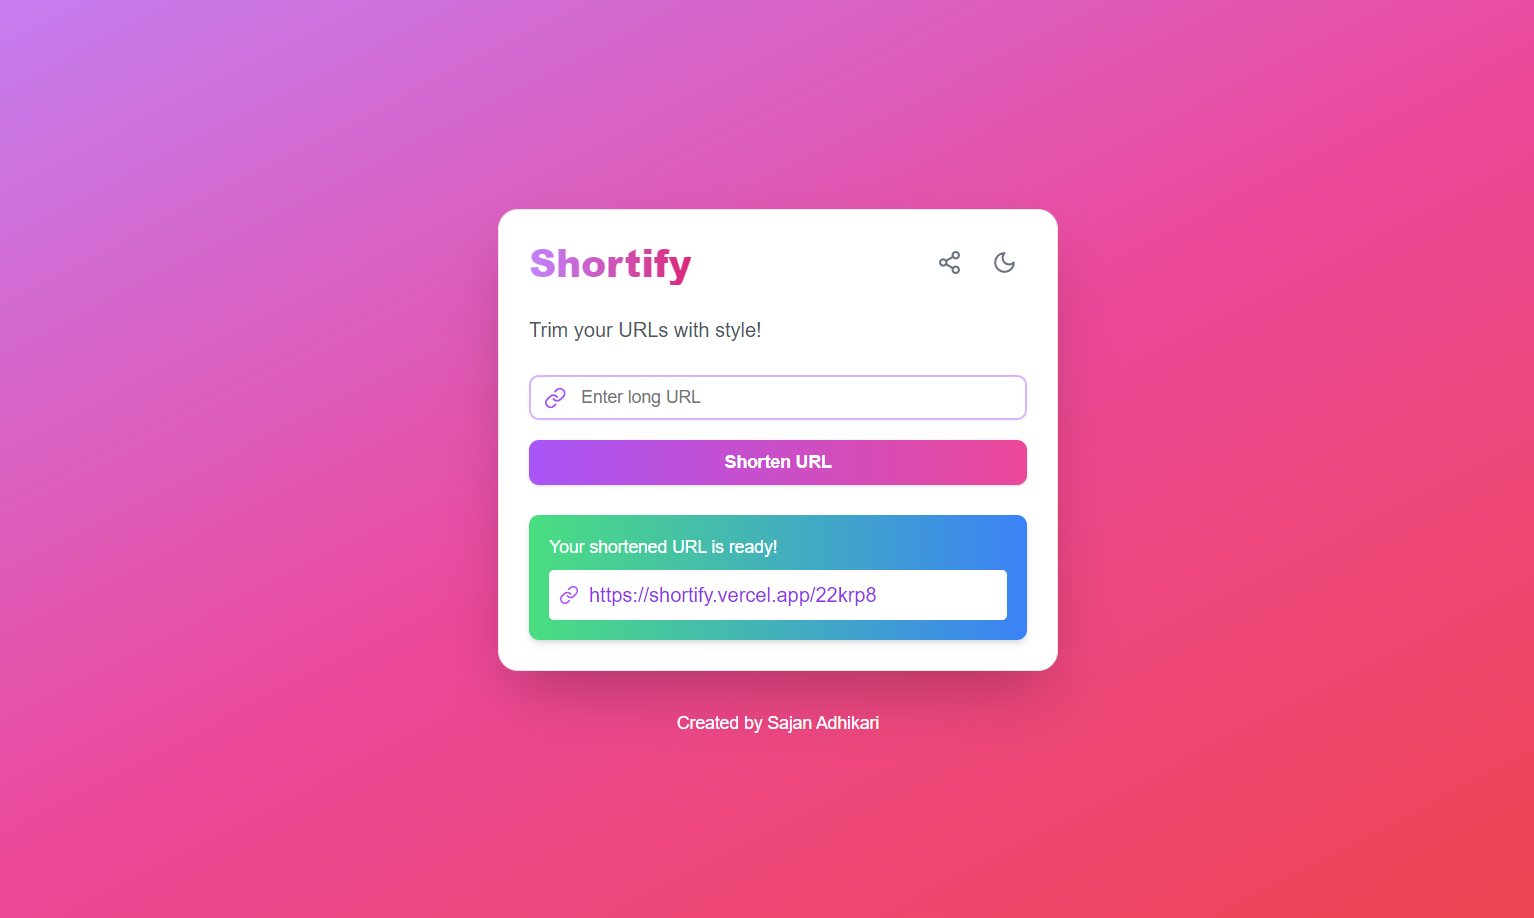 Shortify
Trim your URLs with style!
Enter long URL
Shorten URL
Your shortened URL is ready!
https://shortify.vercel.app/22krp8
Created by Sajan Adhikari